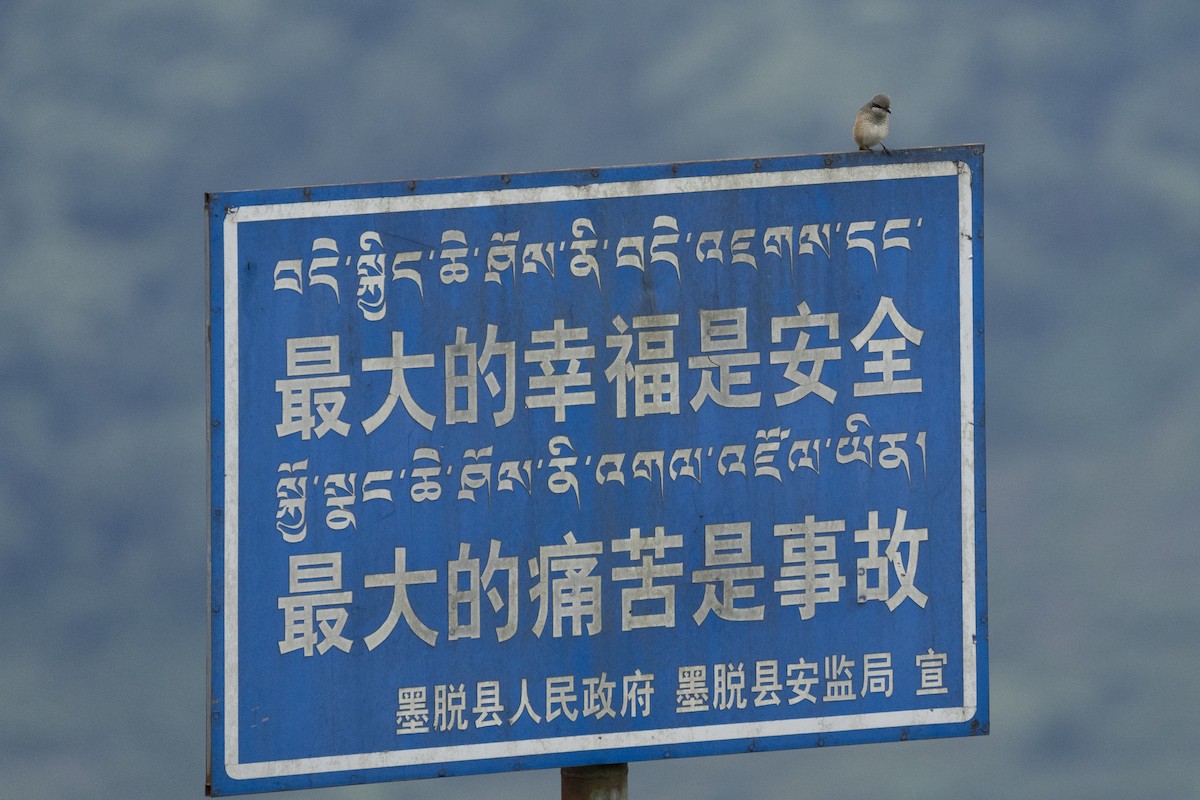 བདེ་སྐྱིད་ཆེ་ཤོས་ནི་བདེ་འཇགས་དང་
最大的幸福是安全
སྐྱོ་ ཆེ་ཤོས་ནི་འགལ་འཛོལ་ཡིན།
最大的痛苦是事故
墨脱县人民政府 墨脱县安监局 宣